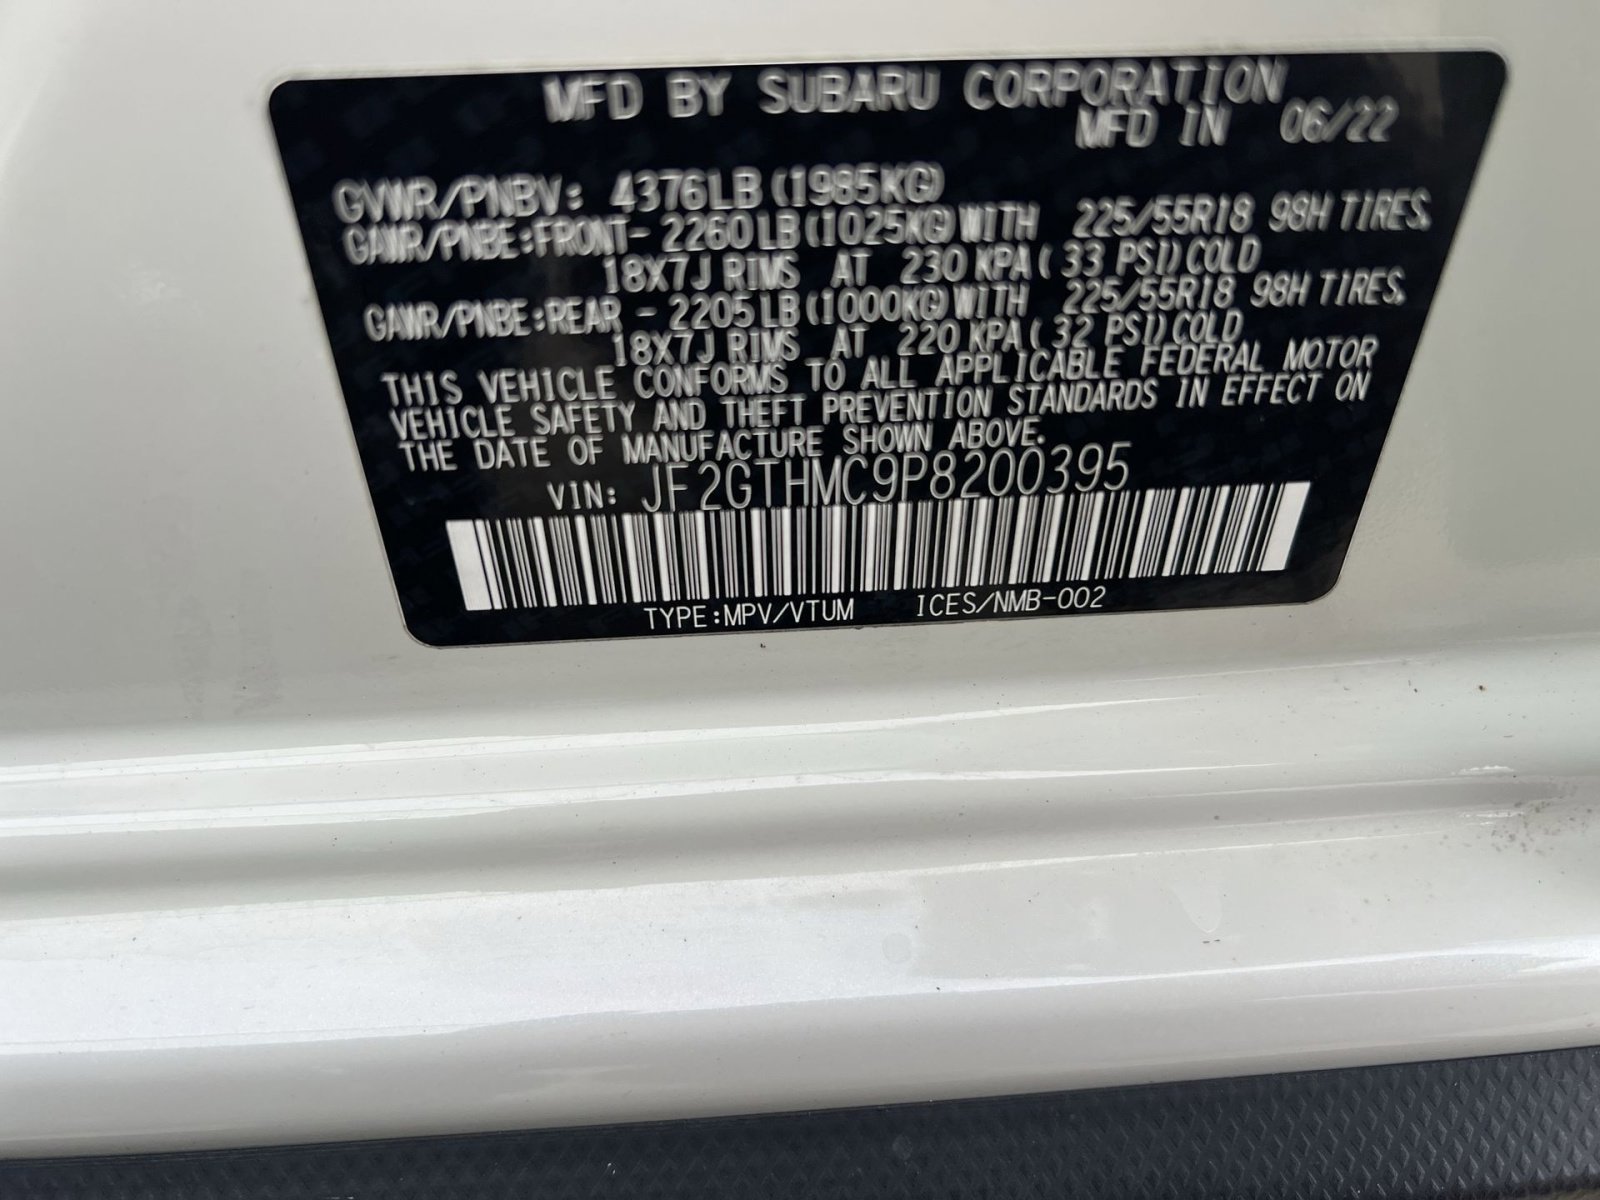 MFD BY SUBARU CORPORATION
MFD IN 06/22
GVWR/PNBV: 4376LB(1985KG)
GAWR/PNBE:FRONT- 2260LB(1025KG)WITH 225/55R18 98H TIRES,
18X7J RIMS AT 230 KPA( 33 PSI)COLD
GAWR/PNBE:REAR - 2205LB(1000KG)WITH 225/55R18 98H TIRES,
18X7J RIMS AT 220 KPA( 32 PSI)COLD
THIS VEHICLE CONFORMS TO ALL APPLICABLE FEDERAL MOTOR
VEHICLE SAFETY AND THEFT PREVENTION STANDARDS IN EFFECT ON
THE DATE OF MANUFACTURE SHOWN ABOVE.
VIN: JF2GTHMC9P8200395
TYPE:MPV/VTUM ICES/NMB-002